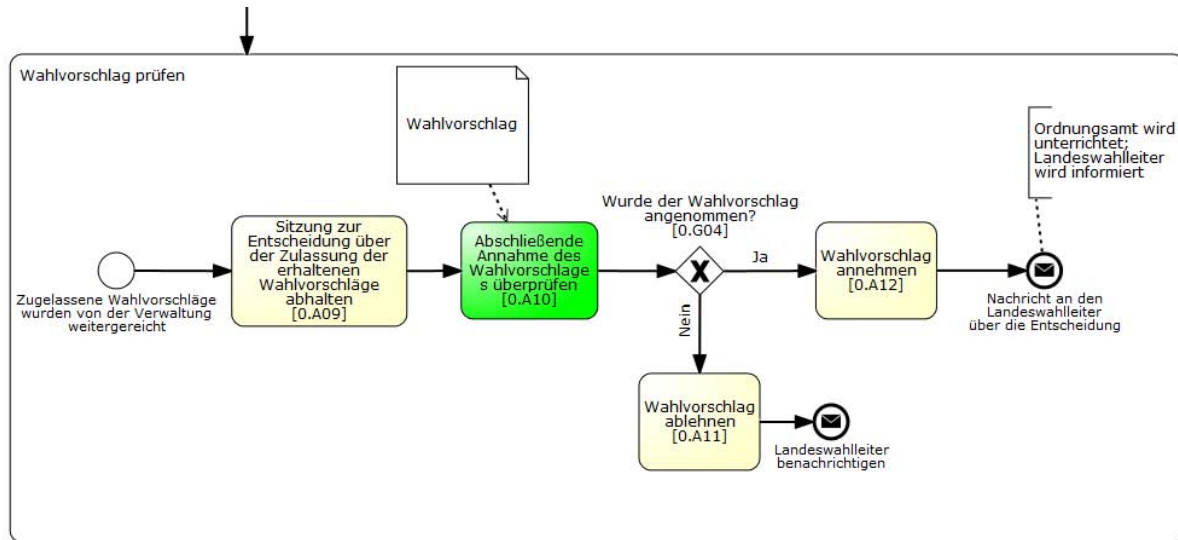 Wahlvorschlag prüfen
Wahlvorschlag
Ordnungsamt wird
unterrichtet;
Landeswahlleiter
wird informiert
Zugelassene Wahlvorschläge
wurden von der Verwaltung
weitergereicht
Sitzung zur
Entscheidung über
der Zulassung der
erhaltenen
Wahlvorschläge
abhalten
[0.A09]
Abschließende
Annahme des
Wahlvorschlage
s überprüfen
[0.A10]
Wurde der Wahlvorschlag
angenommen?
[0.G04]
Ja
Wahlvorschlag
annehmen
[0.A12]
Nachricht an den
Landeswahlleiter
über die Entscheidung
Nein
Wahlvorschlag
ablehnen
[0.A11]
Landeswahlleiter
benachrichtigen